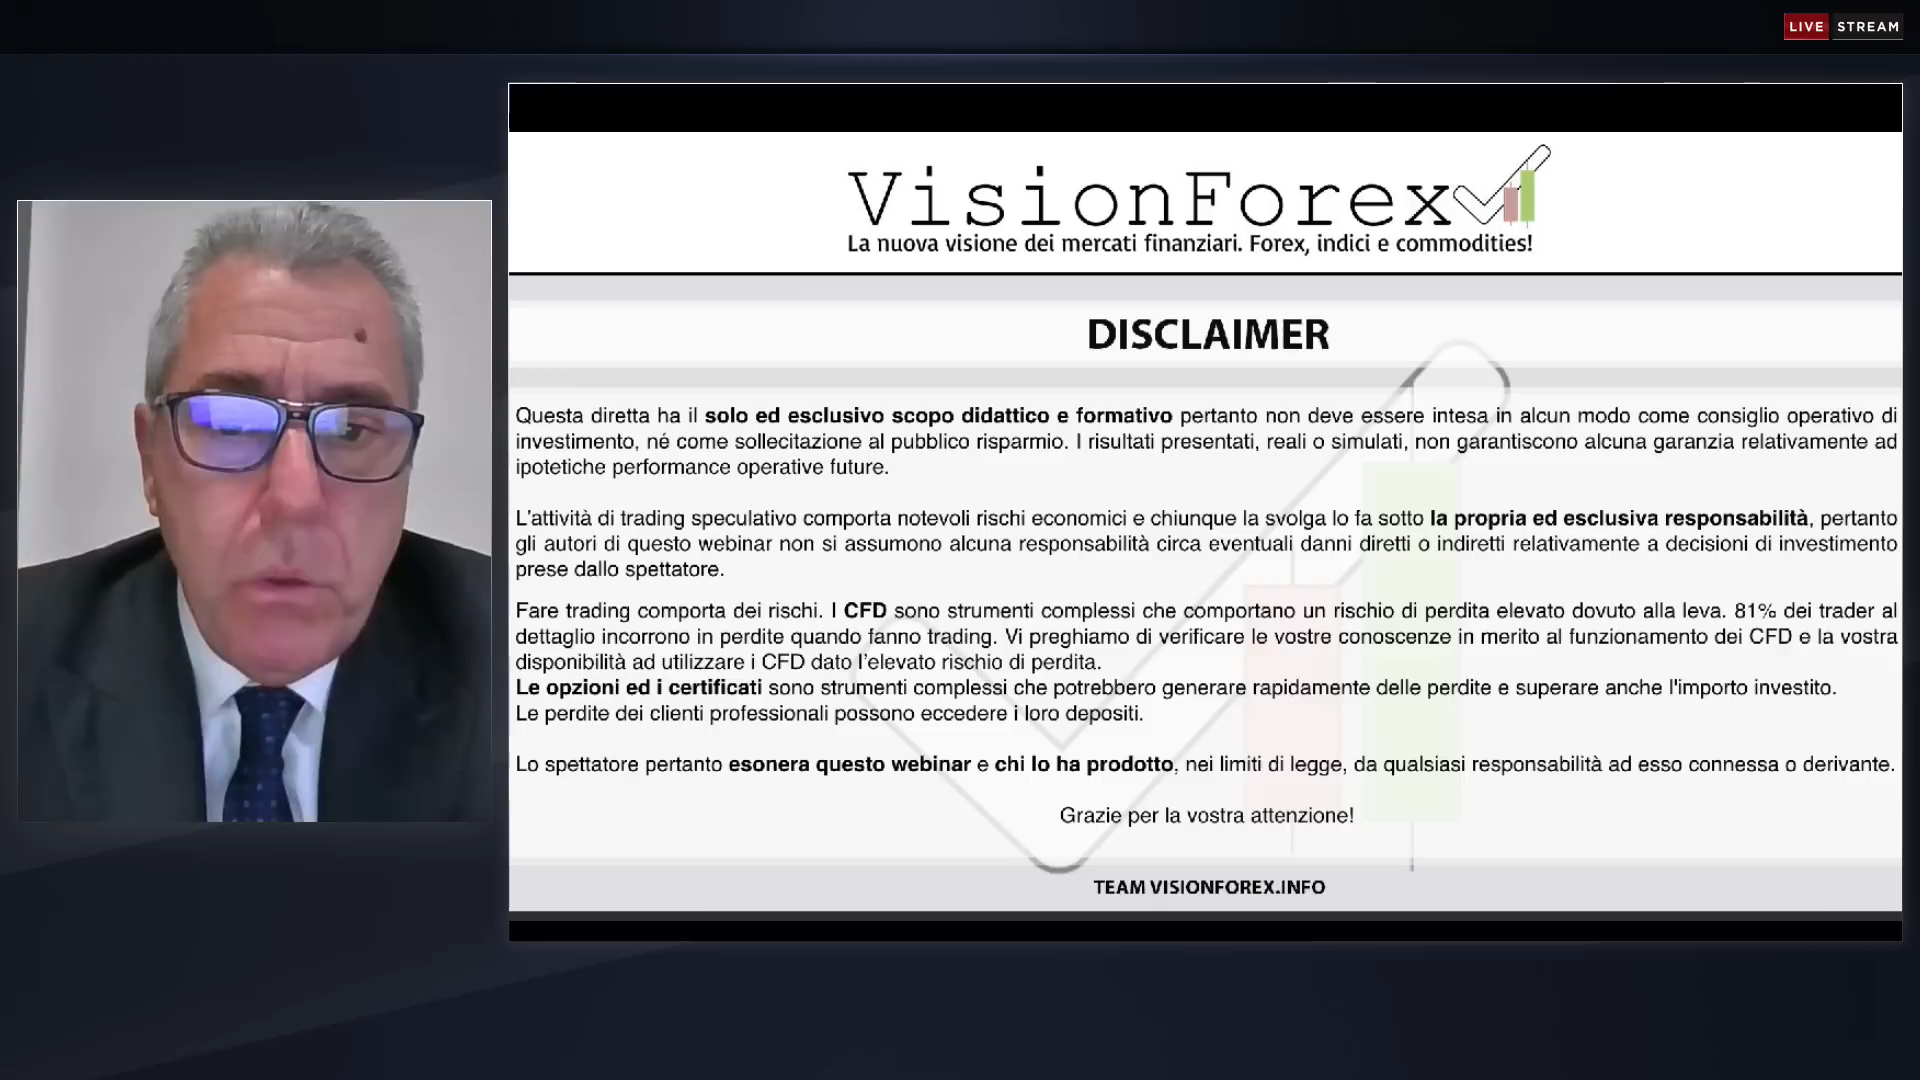 LIVE STREAM
VisionForex
La nuova visione dei mercati finanziari. Forex, indici e commodities!
DISCLAIMER
Questa diretta ha il solo ed esclusivo scopo didattico e formativo pertanto non deve essere intesa in alcun modo come consiglio operativo di
investimento, né come sollecitazione al pubblico risparmio. I risultati presentati, reali o simulati, non garantiscono alcuna garanzia relativamente ad
ipotetiche performance operative future.
L'attività di trading speculativo comporta notevoli rischi economici e chiunque la svolga lo fa sotto la propria ed esclusiva responsabilità, pertanto
gli autori di questo webinar non si assumono alcuna responsabilità circa eventuali danni diretti o indiretti relativamente a decisioni di investimento
prese dallo spettatore.
Fare trading comporta dei rischi. I CFD sono strumenti complessi che comportano un rischio di perdita elevato dovuto alla leva. 81% dei trader al
dettaglio incorrono in perdite quando fanno trading. Vi preghiamo di verificare le vostre conoscenze in merito al funzionamento dei CFD e la vostra
disponibilità ad utilizzare i CFD dato l'elevato rischio di perdita.
Le opzioni ed i certificati sono strumenti complessi che potrebbero generare rapidamente delle perdite e superare anche l'importo investito.
Le perdite dei clienti professionali possono eccedere i loro depositi.
Lo spettatore pertanto esonera questo webinar e chi lo ha prodotto, nei limiti di legge, da qualsiasi responsabilità ad esso connessa o derivante.
Grazie per la vostra attenzione!
TEAM VISIONFOREX.INFO